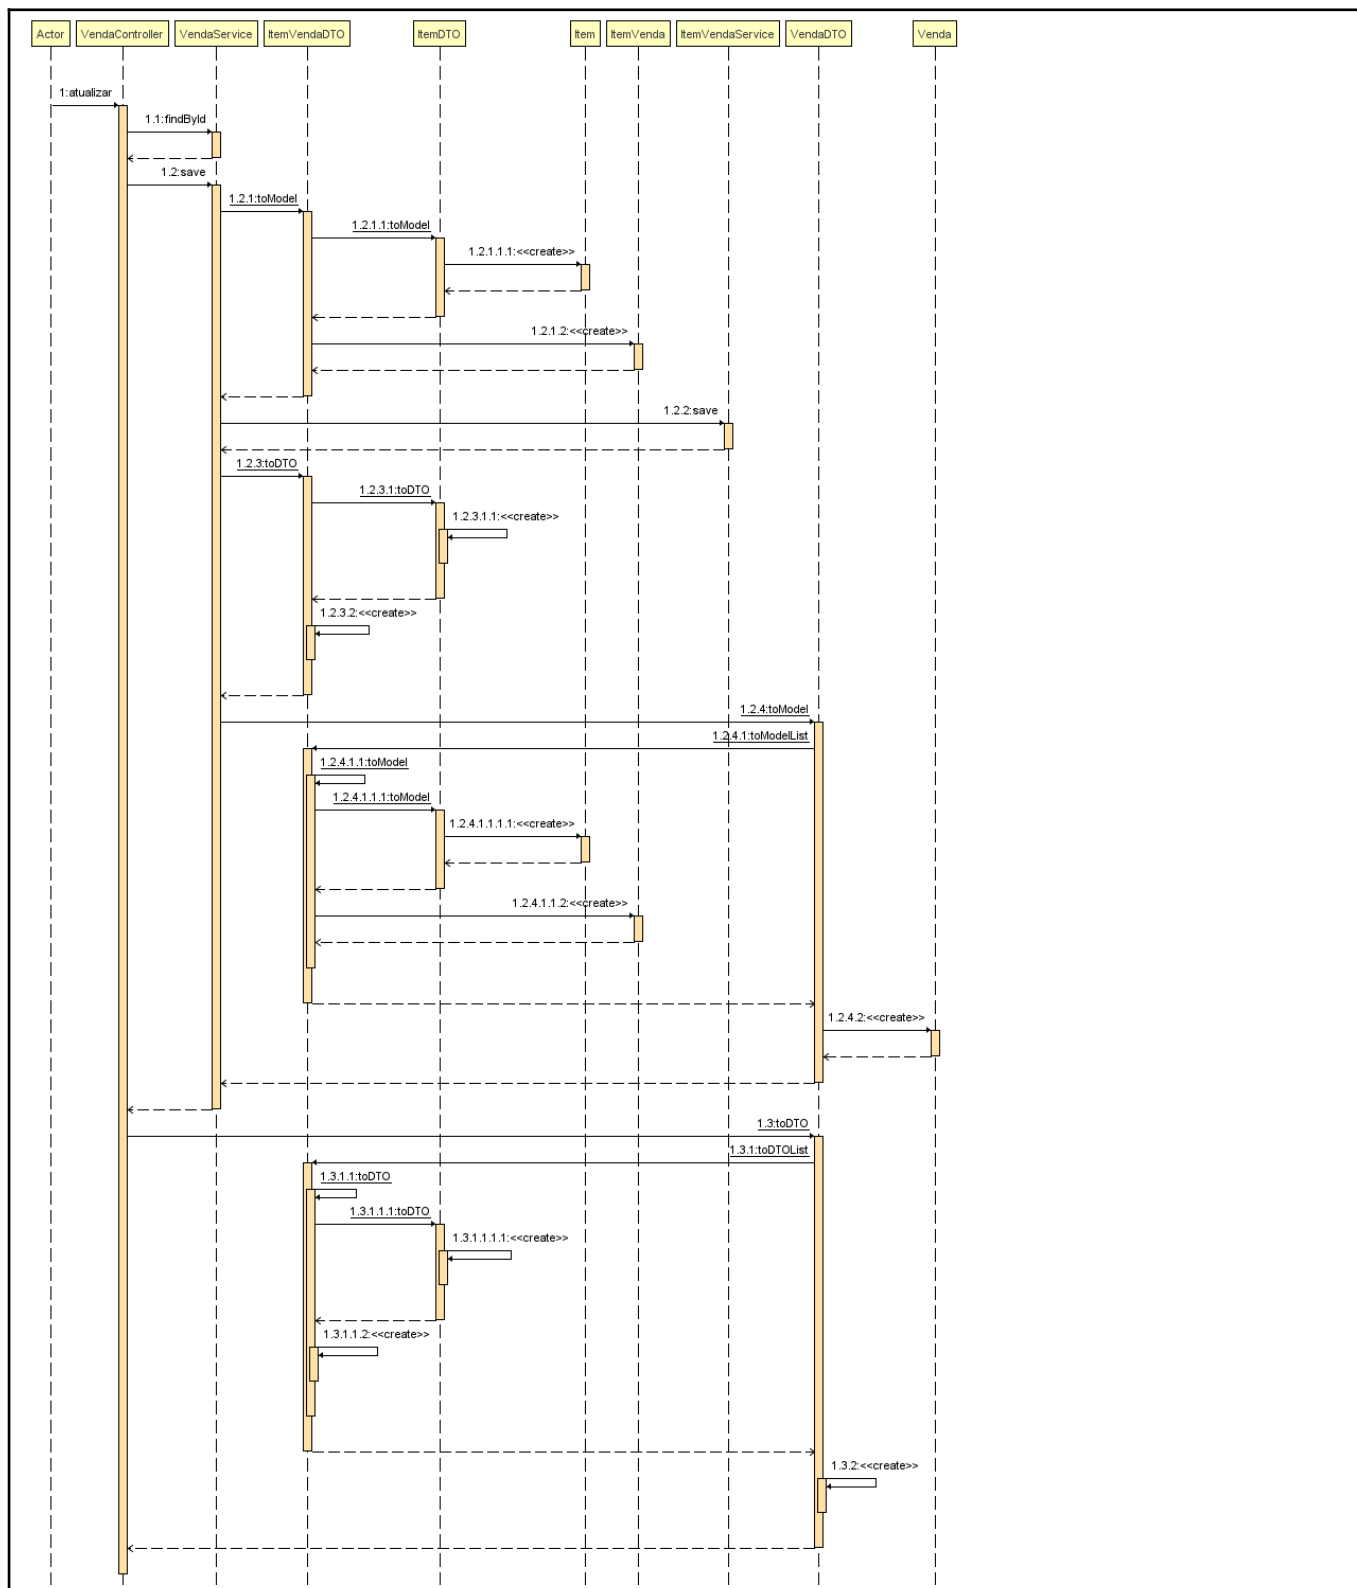 Actor VendaController VendaService ItemVendaDTO ItemDTO Item ItemVenda ItemVendaService VendaDTO Venda
1:atualizar
1.1:findById
1.2:save
1.2.1:toModel
1.2.1.1:toModel
1.2.1.1.1:<<create>>
1.2.1.2:<<create>>
1.2.2:save
1.2.3:toDTO
1.2.3.1:toDTO
1.2.3.1.1:<<create>>
1.2.3.2:<<create>>
1.2.4:toModel
1.2.4.1:toModelList
1.2.4.1.1:toModel
1.2.4.1.1.1:toModel
1.2.4.1.1.1.1:<<create>>
1.2.4.1.1.2:<<create>>
1.2.4.2:<<create>>
1.3:toDTO
1.3.1:toDTOList
1.3.1.1:toDTO
1.3.1.1.1:toDTO
1.3.1.1.1.1:<<create>>
1.3.1.1.2:<<create>>
1.3.2:<<create>>